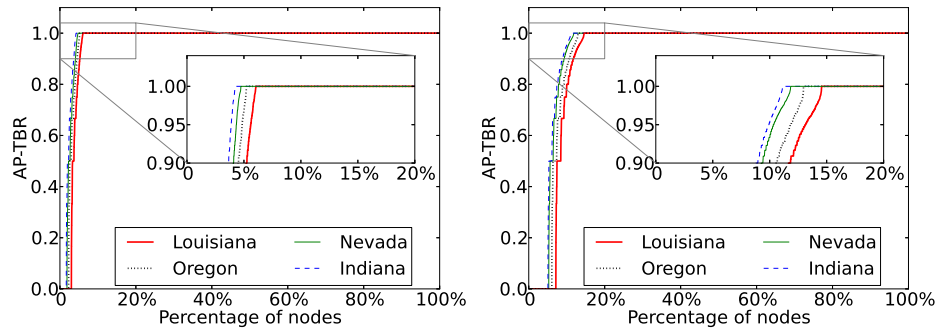 1.0
0.8
0.6
0.4
0.2
0.0
AP-TBR
1.00
0.95
0.90
0 5% 10% 15% 20%
Louisiana Nevada
Oregon Indiana
0 20% 40% 60% 80% 100%
Percentage of nodes
1.0
0.8
0.6
0.4
0.2
0.0
AP-TBR
1.00
0.95
0.90
0 5% 10% 15% 20%
Louisiana Nevada
Oregon Indiana
0 20% 40% 60% 80% 100%
Percentage of nodes